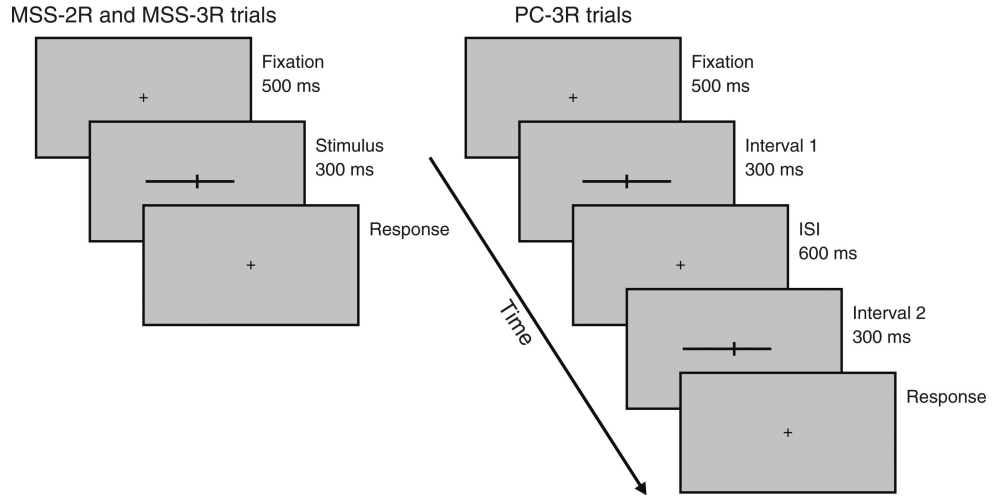 MSS-2R and MSS-3R trials
Fixation
500 ms
Stimulus
300 ms
Response
PC-3R trials
Fixation
500 ms
Interval 1
300 ms
ISI
600 ms
Interval 2
300 ms
Response
Time